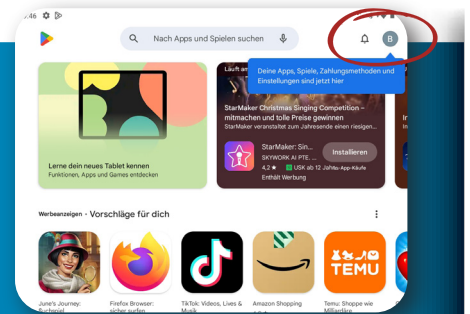 :46
Nach Apps und Spielen suchen
B
Deine Apps, Spiele, Zahlungsmethoden und
Einstellungen sind jetzt hier
Läuft am
StarMaker Christmas Singing Competition –
mitmachen und tolle Preise gewinnen
StarMaker veranstaltet zum Jahresende einen riesigen...
StarMaker: Sin...
SKYWORK AI PTE. ...
4,2 ★ USK ab 12 Jahren
In-App-Käufe
Enthält Werbung
Installieren
Lerne dein neues Tablet kennen
Funktionen, Apps und Games entdecken
Werbeanzeigen · Vorschläge für dich
TEMU
June's Journey:
Firefox Browser:
sicher surfen
TikTok: Videos, Lives &
Musik
Amazon Shopping
Temu: Shoppe wie
Milliardäre